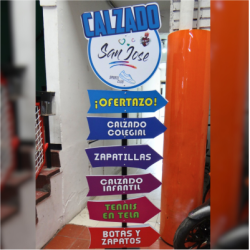 CALZADO
San Jose
¡OFERTAZO!
CALZADO
COLEGIAL
ZAPATILLAS
CALZADO
INFANTIL
TENNIS
EN TELA
BOTAS Y
ZAPATOS